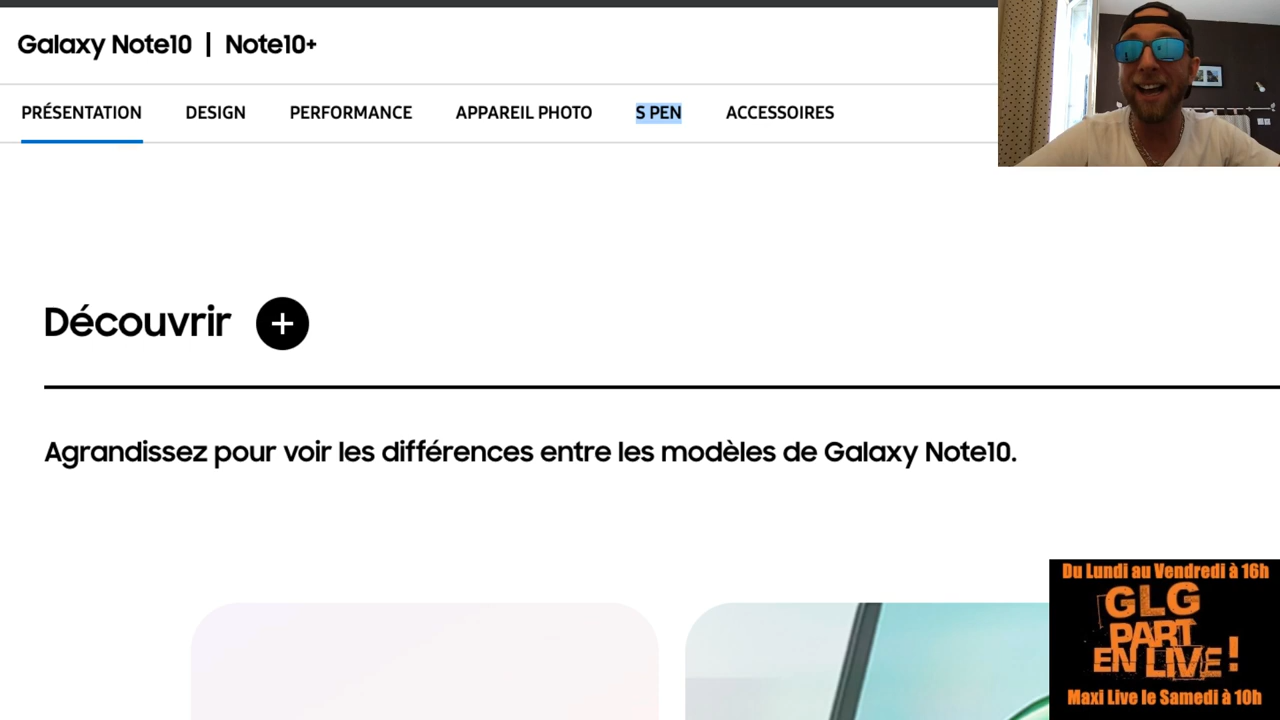 Galaxy Note10 | Note10+
PRÉSENTATION DESIGN PERFORMANCE APPAREIL PHOTO S PEN ACCESSOIRES
Découvrir +
Agrandissez pour voir les différences entre les modèles de Galaxy Note10.
Du Lundi au Vendredi à 16h
GLG
PART
EN LIVE !
Maxi Live le Samedi à 10h